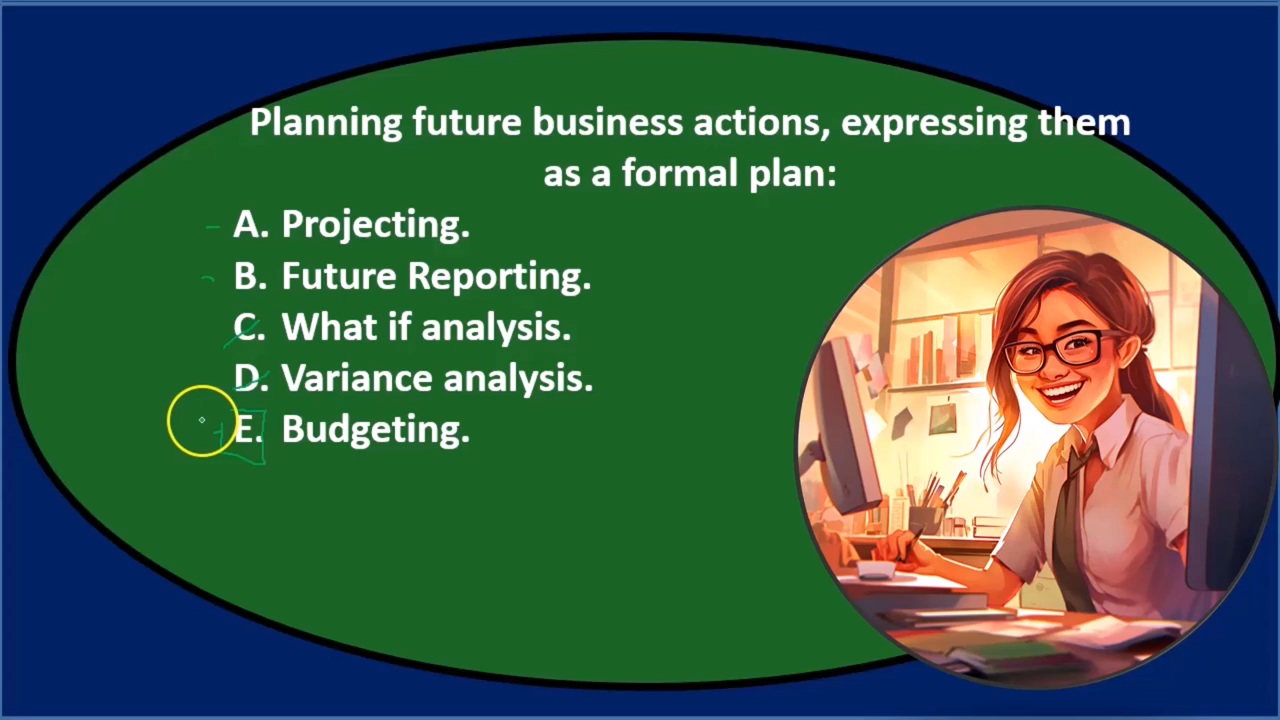 Planning future business actions, expressing them
as a formal plan:
A. Projecting.
B. Future Reporting.
C. What if analysis.
D. Variance analysis.
E. Budgeting.